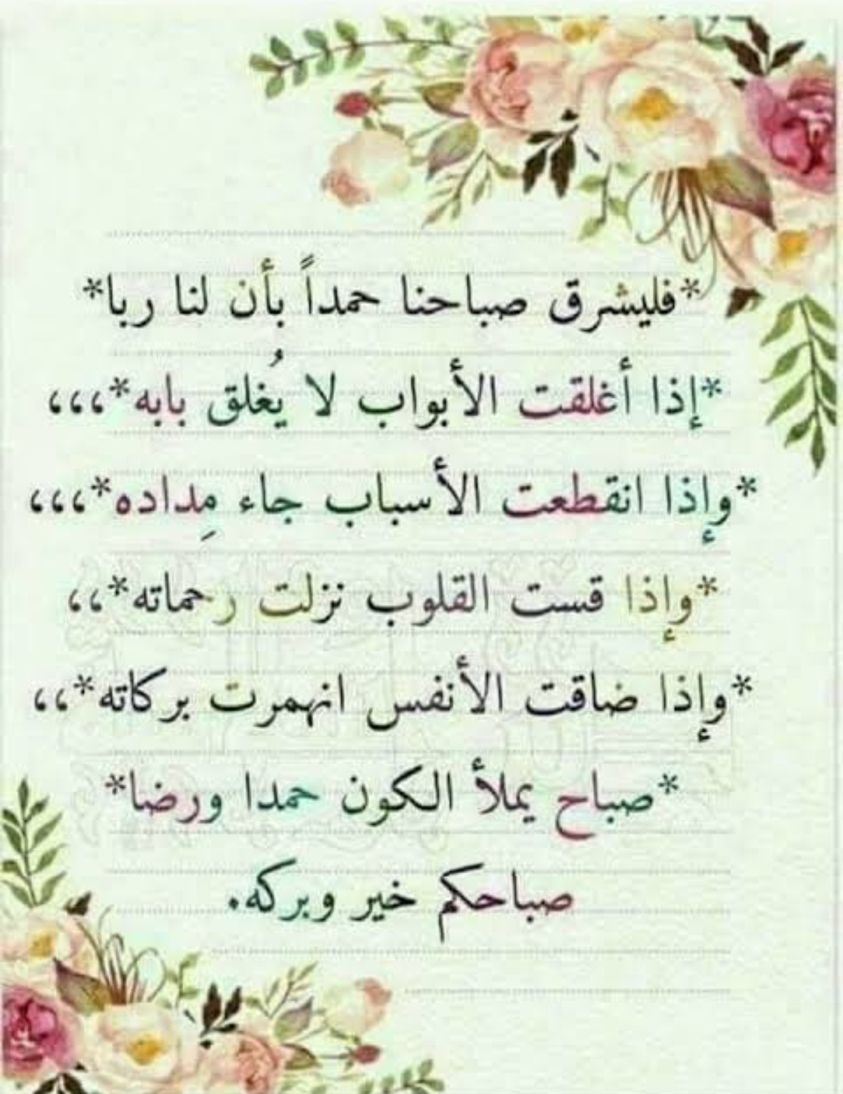 *فليشرق صباحنا حمداً بأن لنا ربا*
*إذا أغلقت الأبواب لا يُغلق بابه*،،،
*وإذا انقطعت الأسباب جاء مِداده*،،،
*وإذا قست القلوب نزلت رحماته*،،
*وإذا ضاقت الأنفس انهمرت بركاته*،،
*صباح يملأ الكون حمدا ورضا*
صباحكم خير وبركه.